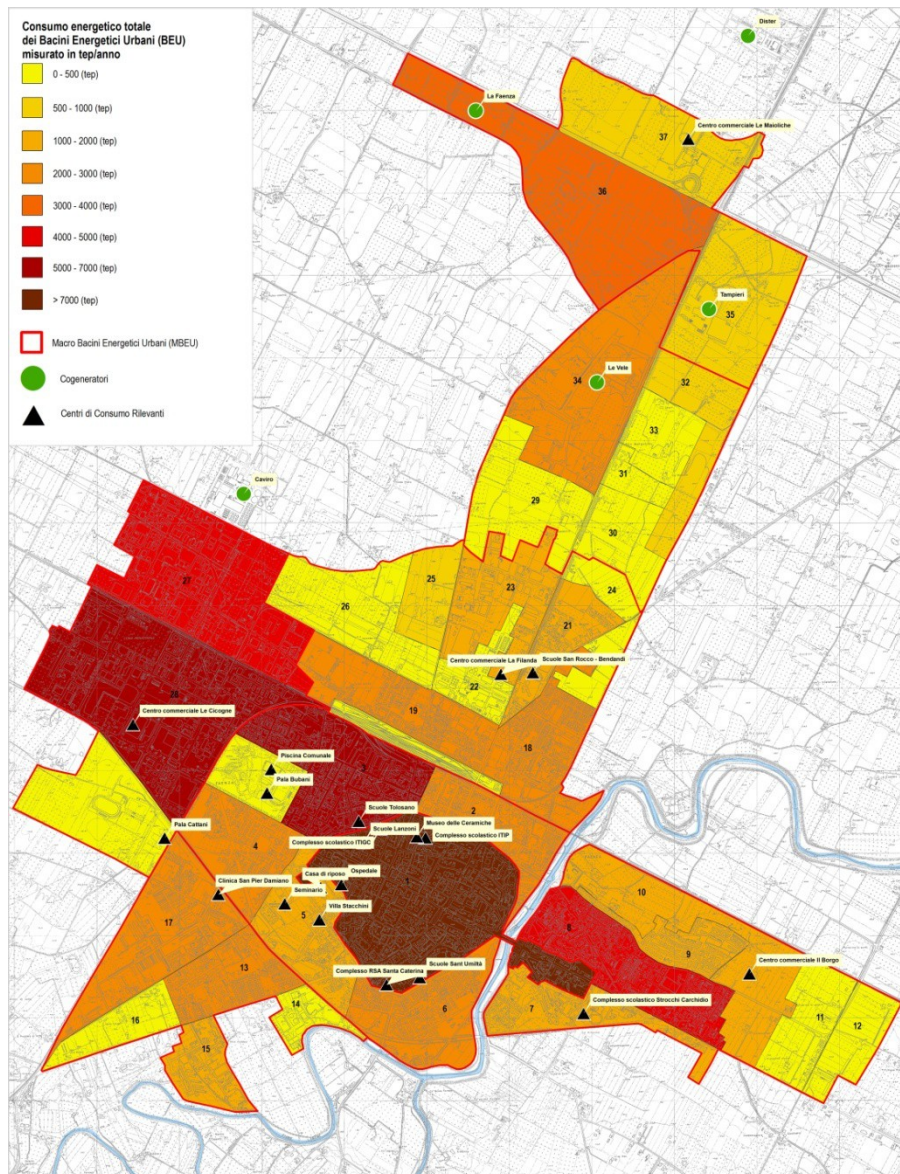 Consumo energetico totale
dei Bacini Energetici Urbani (BEU)
misurato in tep/anno
0 - 500 (tep)
500 - 1000 (tep)
1000 - 2000 (tep)
2000 - 3000 (tep)
3000 - 4000 (tep)
4000 - 5000 (tep)
5000 - 7000 (tep)
> 7000 (tep)
Macro Bacini Energetici Urbani (MBEU)
Cogeneratori
Centri di Consumo Rilevanti
Dister
La Faenza
Centro commerciale Le Maioliche
37
36
Tampieri
35
Le Vele
34
32
33
31
Caviro
29
30
27
25
23
24
26
21
Centro commerciale La Filanda
Scuole San Rocco - Bendandi
22
28
19
Centro commerciale Le Cicogne
18
Piscina Comunale
3
Pala Bubani
Scuole Tolosano
2
Museo delle Ceramiche
Scuole Lanzoni
Pala Cattani
Complesso scolastico ITIGC
Complesso scolastico ITIP
4
Casa di riposo
Ospedale
1
Clinica San Pier Damiano
Seminario
10
17
5
Villa Stacchini
8
9
13
Complesso RSA Santa Caterina
Scuole Sant Umiltà
Centro commerciale Il Borgo
14
6
7
Complesso scolastico Strocchi Carchidio
16
11
12
15